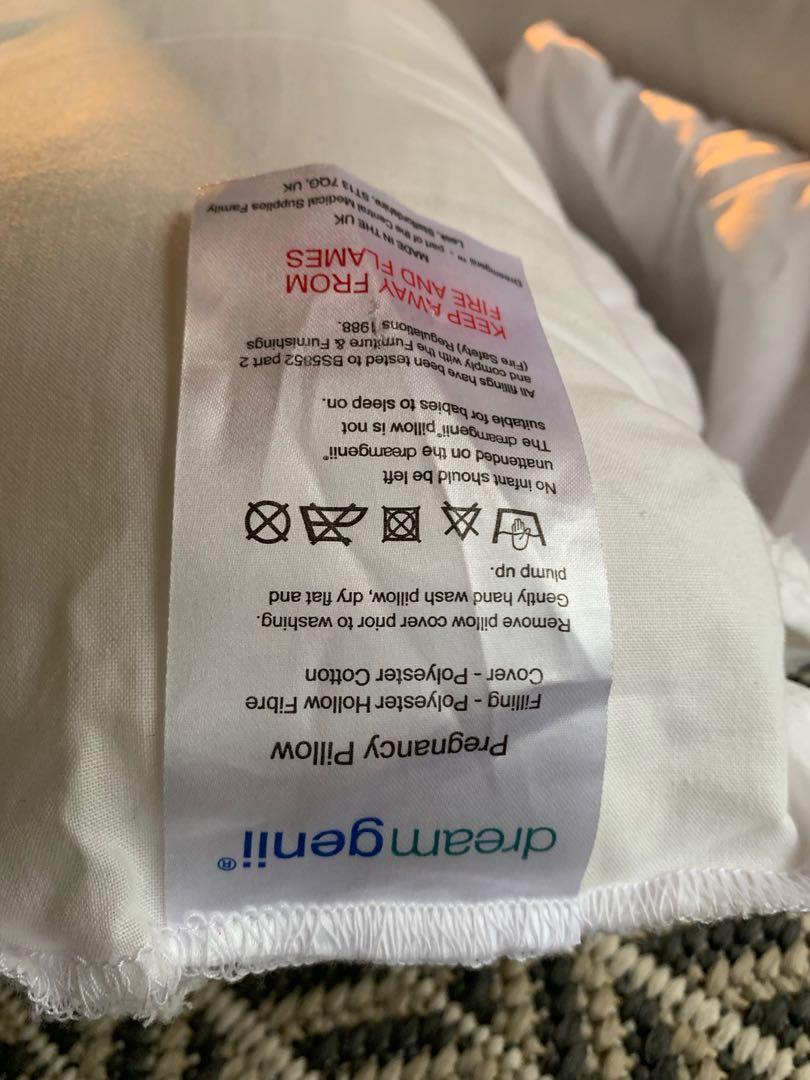 dreamgenii®
Pregnancy Pillow
Filling - Polyester Hollow Fibre
Cover - Polyester Cotton
Remove pillow cover prior to washing.
Gently hand wash pillow, dry flat and
plump up.
No infant should be left
unattended on the dreamgenii®
The dreamgenii® pillow is not
suitable for babies to sleep on.
All fillings have been tested to BS5852 part 2
and comply with the Furniture & Furnishings
(Fire Safety) Regulations 1988.
KEEP AWAY FROM
FIRE AND FLAMES
MADE IN THE UK
Dreamgenii ™ - part of the Central Medical Supplies Family
Leek, Staffordshire, ST13 7QG, UK